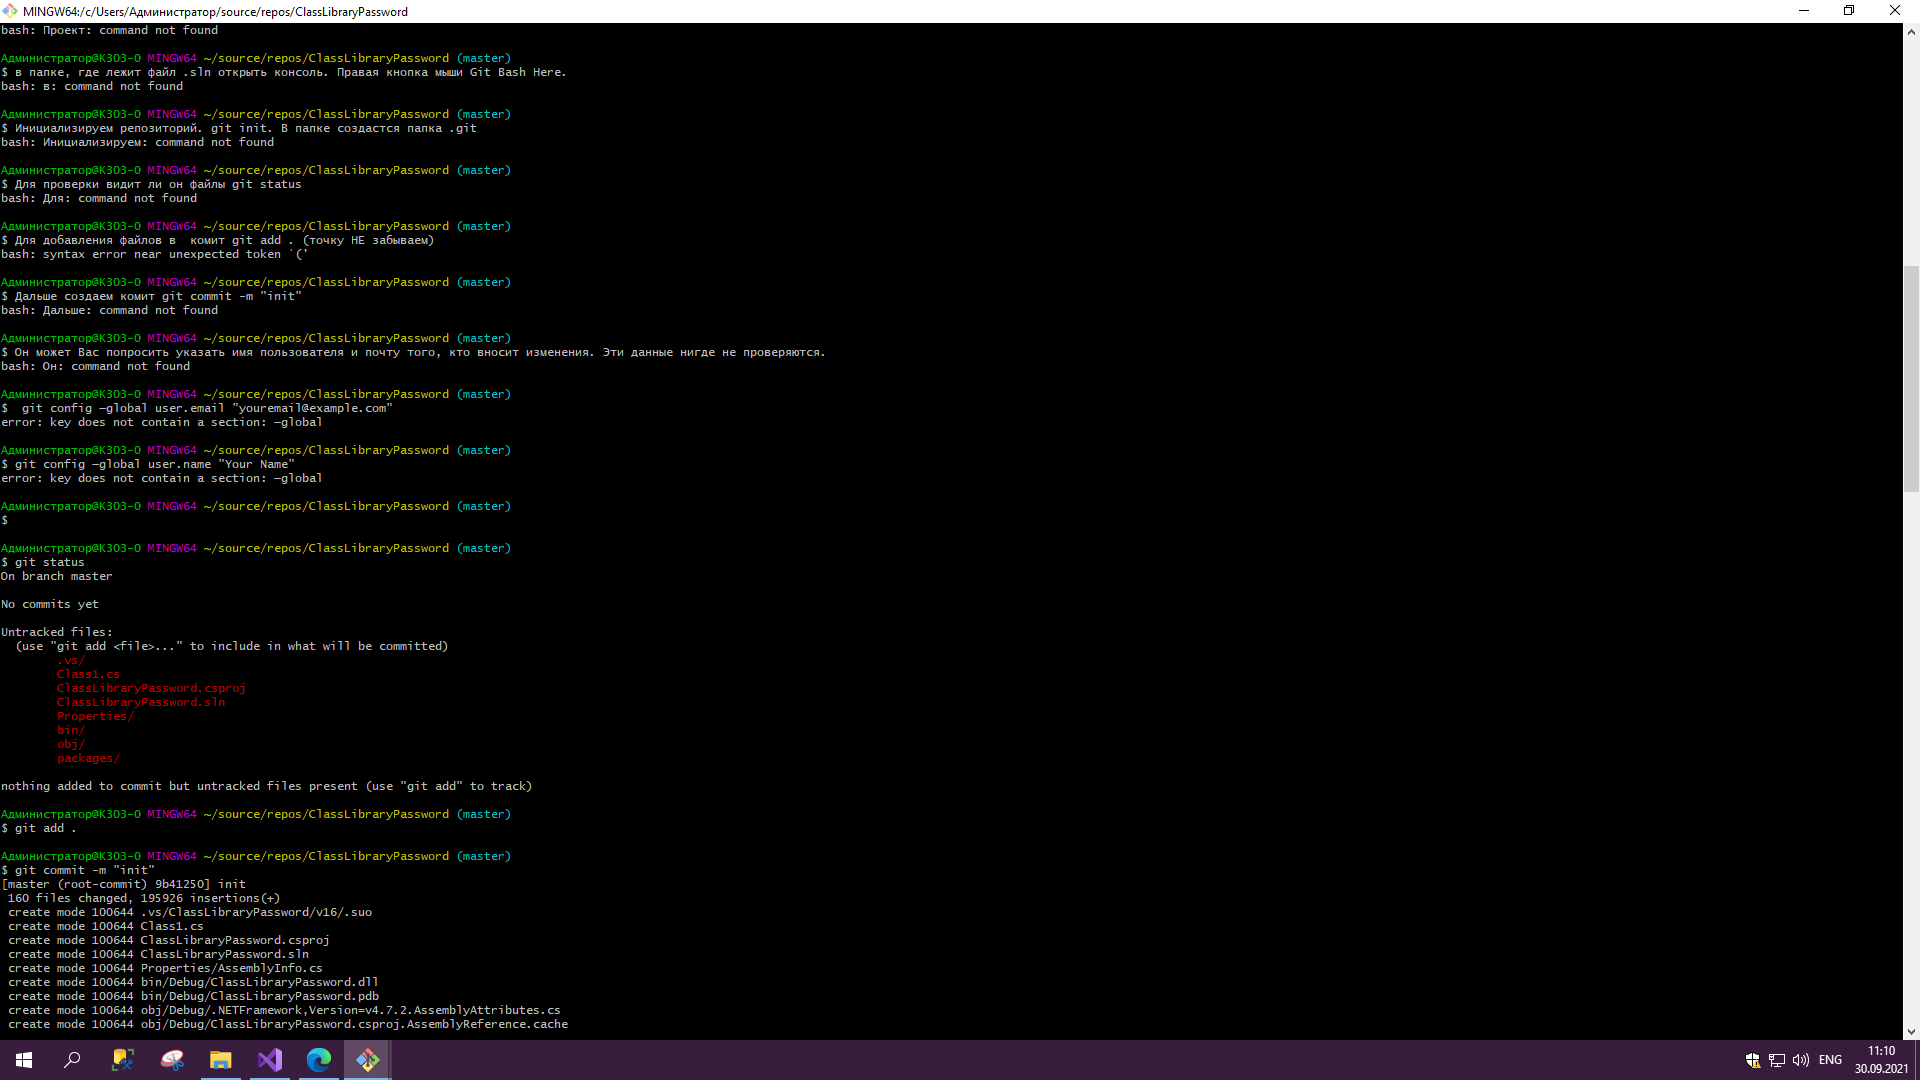 MINGW64:/c/Users/Администратор/source/repos/ClassLibraryPassword
bash: Проект: command not found
Администратор@K303-0 MINGW64 ~/source/repos/ClassLibraryPassword (master)
$ в папке, где лежит файл .sln открыть консоль. Правая кнопка мыши Git Bash Here.
bash: в: command not found
Администратор@K303-0 MINGW64 ~/source/repos/ClassLibraryPassword (master)
$ Инициализируем репозиторий. git init. В папке создастся папка .git
bash: Инициализируем: command not found
Администратор@K303-0 MINGW64 ~/source/repos/ClassLibraryPassword (master)
$ Для проверки видит ли он файлы git status
bash: Для: command not found
Администратор@K303-0 MINGW64 ~/source/repos/ClassLibraryPassword (master)
$ Для добавления файлов в  комит git add . (точку НЕ забываем)
bash: syntax error near unexpected token `('
Администратор@K303-0 MINGW64 ~/source/repos/ClassLibraryPassword (master)
$ Дальше создаем комит git commit -m "init"
bash: Дальше: command not found
Администратор@K303-0 MINGW64 ~/source/repos/ClassLibraryPassword (master)
$ Он может Вас попросить указать имя пользователя и почту того, кто вносит изменения. Эти данные нигде не проверяются.
bash: Он: command not found
Администратор@K303-0 MINGW64 ~/source/repos/ClassLibraryPassword (master)
$  git config –global user.email "youremail@example.com"
error: key does not contain a section: –global
Администратор@K303-0 MINGW64 ~/source/repos/ClassLibraryPassword (master)
$ git config –global user.name "Your Name"
error: key does not contain a section: –global
Администратор@K303-0 MINGW64 ~/source/repos/ClassLibraryPassword (master)
$
Администратор@K303-0 MINGW64 ~/source/repos/ClassLibraryPassword (master)
$ git status
On branch master
No commits yet
Untracked files:
(use "git add <file>..." to include in what will be committed)
.vs/
Class1.cs
ClassLibraryPassword.csproj
ClassLibraryPassword.sln
Properties/
bin/
obj/
packages/
nothing added to commit but untracked files present (use "git add" to track)
Администратор@K303-0 MINGW64 ~/source/repos/ClassLibraryPassword (master)
$ git add .
Администратор@K303-0 MINGW64 ~/source/repos/ClassLibraryPassword (master)
$ git commit -m "init"
[master (root-commit) 9b41250] init
160 files changed, 195926 insertions(+)
create mode 100644 .vs/ClassLibraryPassword/v16/.suo
create mode 100644 Class1.cs
create mode 100644 ClassLibraryPassword.csproj
create mode 100644 ClassLibraryPassword.sln
create mode 100644 Properties/AssemblyInfo.cs
create mode 100644 bin/Debug/ClassLibraryPassword.dll
create mode 100644 bin/Debug/ClassLibraryPassword.pdb
create mode 100644 obj/Debug/.NETFramework,Version=v4.7.2.AssemblyAttributes.cs
create mode 100644 obj/Debug/ClassLibraryPassword.csproj.AssemblyReference.cache
ENG
11:10
30.09.2021